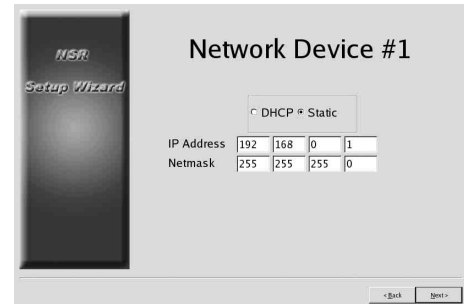 NSR
Setup Wizard
Network Device #1
DHCP Static
IP Address 192 168 0 1
Netmask 255 255 255 0
< Back Next >